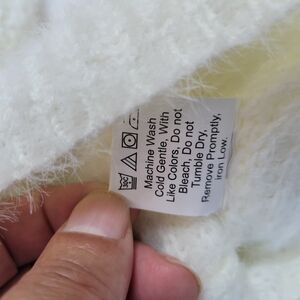 Machine Wash
Cold Gentle, With
Like Colors, Do not
Bleach, Do not
Tumble Dry,
Remove Promptly,
Iron Low.